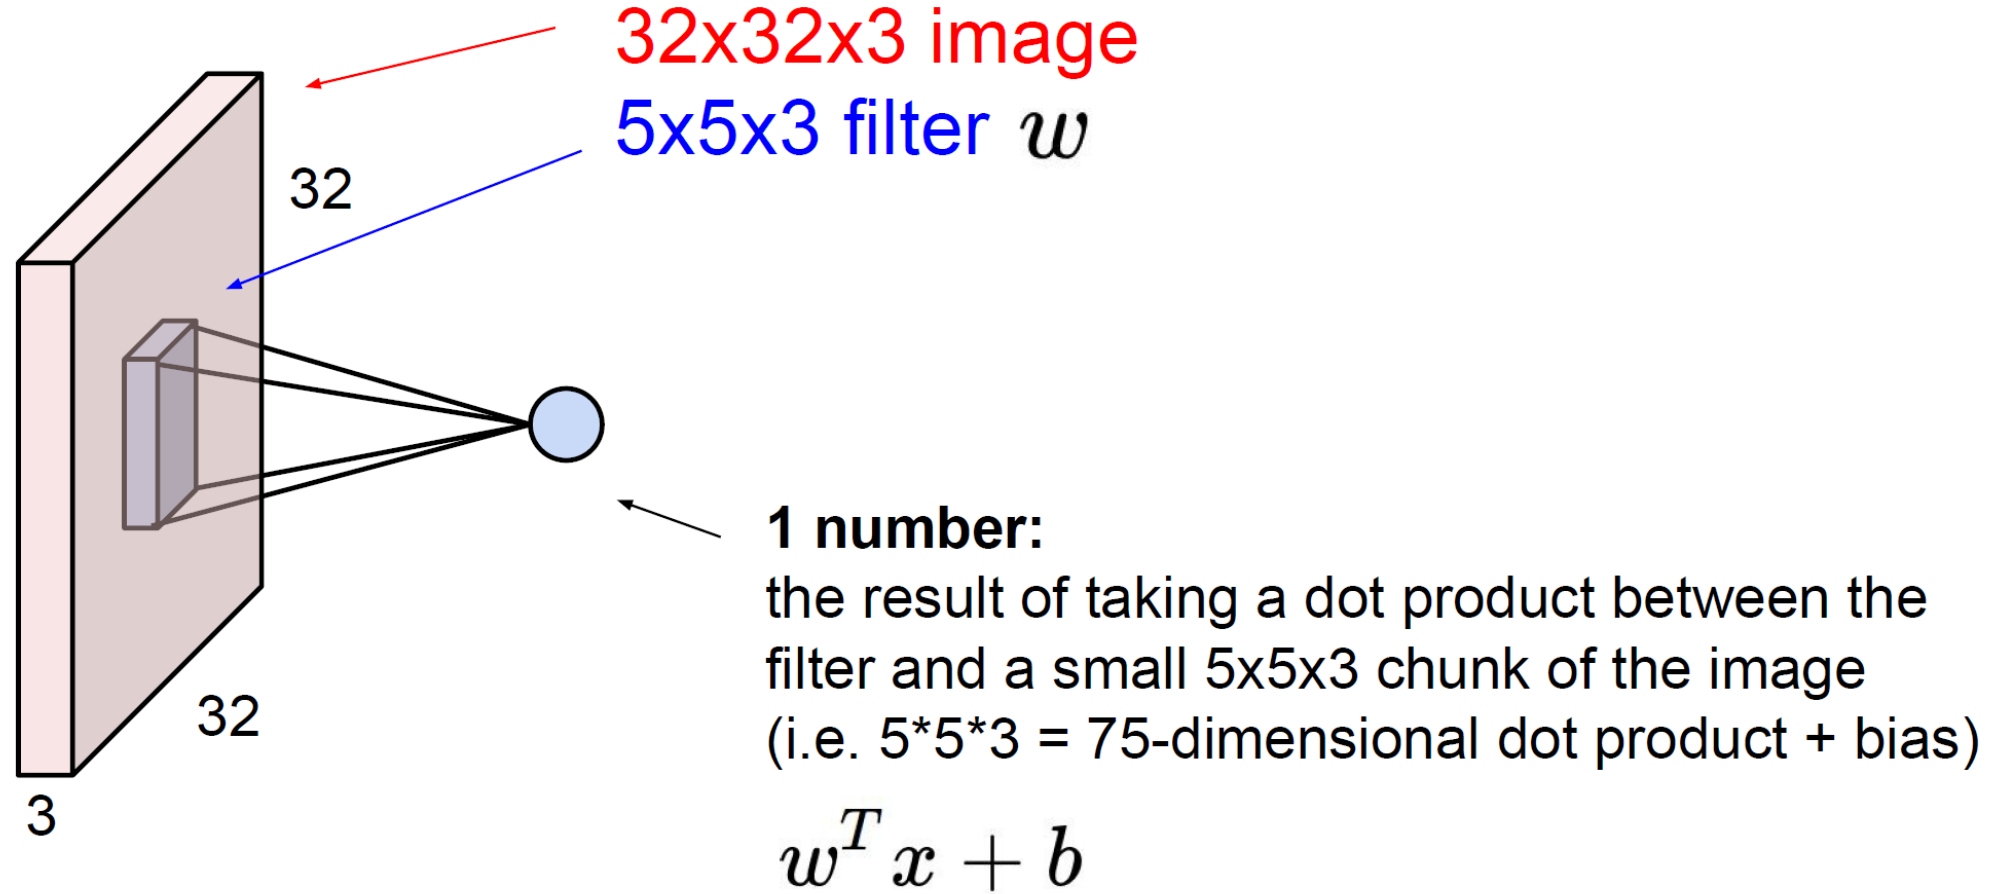 32x32x3 image
5x5x3 filter w
32
32
3
1 number:
the result of taking a dot product between the
filter and a small 5x5x3 chunk of the image
(i.e. 5*5*3 = 75-dimensional dot product + bias)
w^T x + b